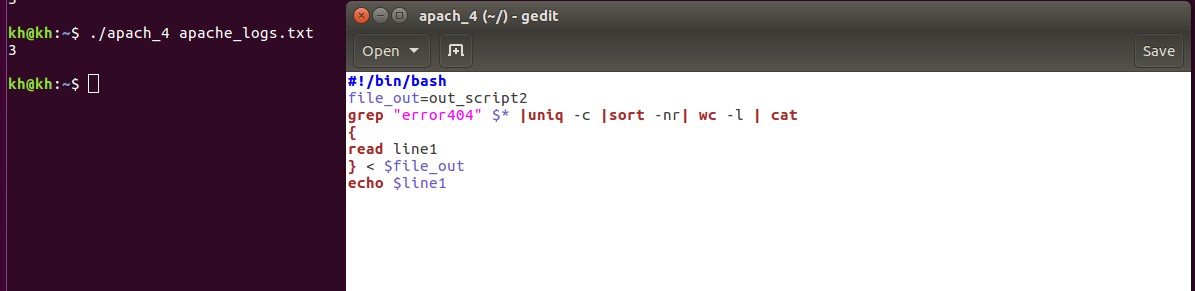 kh@kh:~$ ./apach_4 apache_logs.txt
3
kh@kh:~$
apach_4 (~/) - gedit
Open
Save
#!/bin/bash
file_out=out_script2
grep "error404" $* |uniq -c |sort -nr| wc -l | cat
{
read line1
} < $file_out
echo $line1